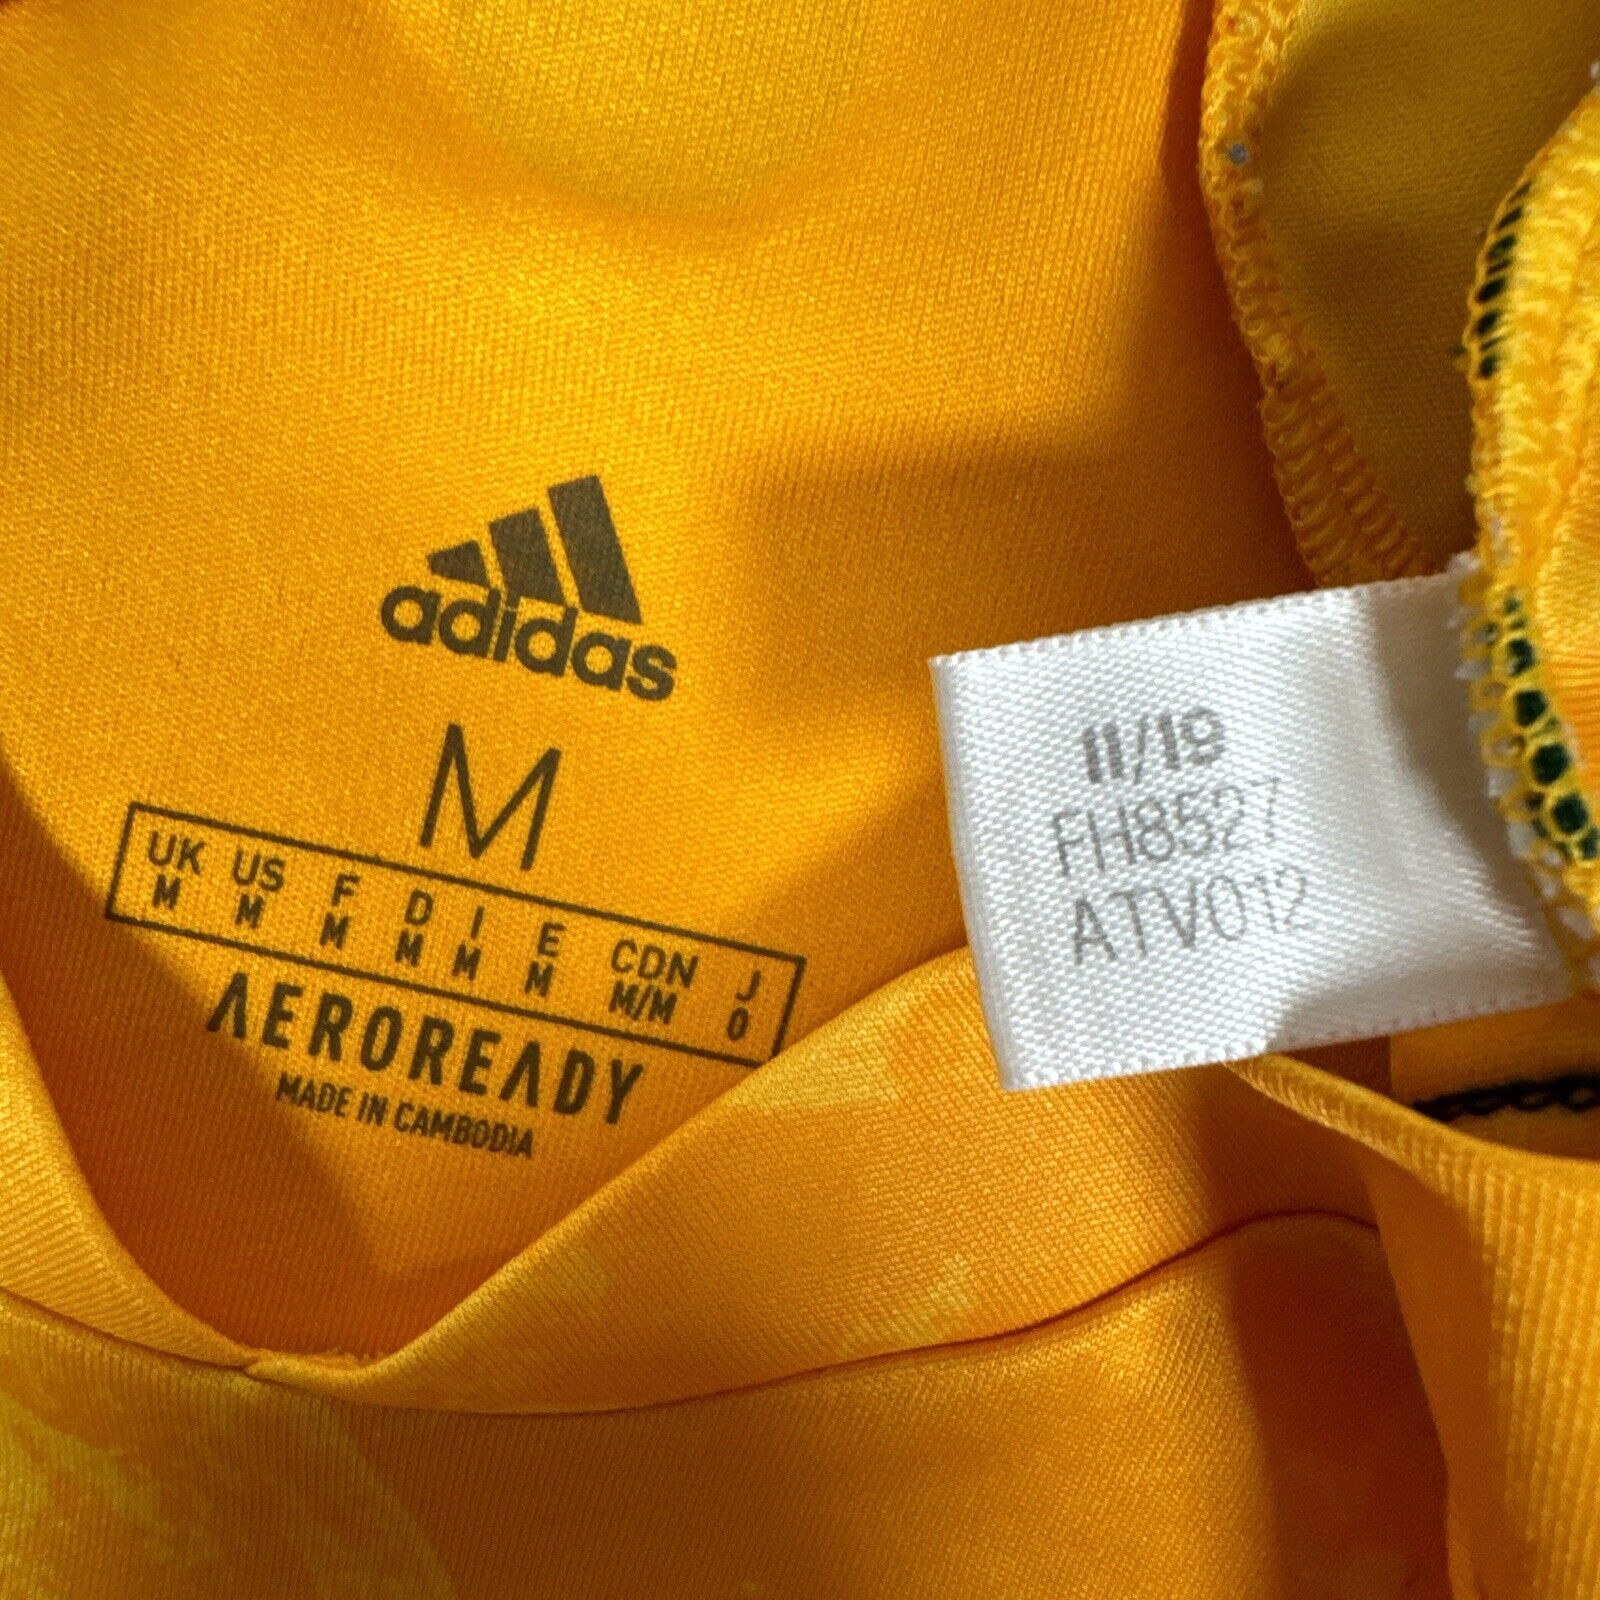 adidas
M
UK US F D I E CDN J
M M M M M M M/M O
AEROREADY
MADE IN CAMBODIA
11/19
FH8527
ATV012